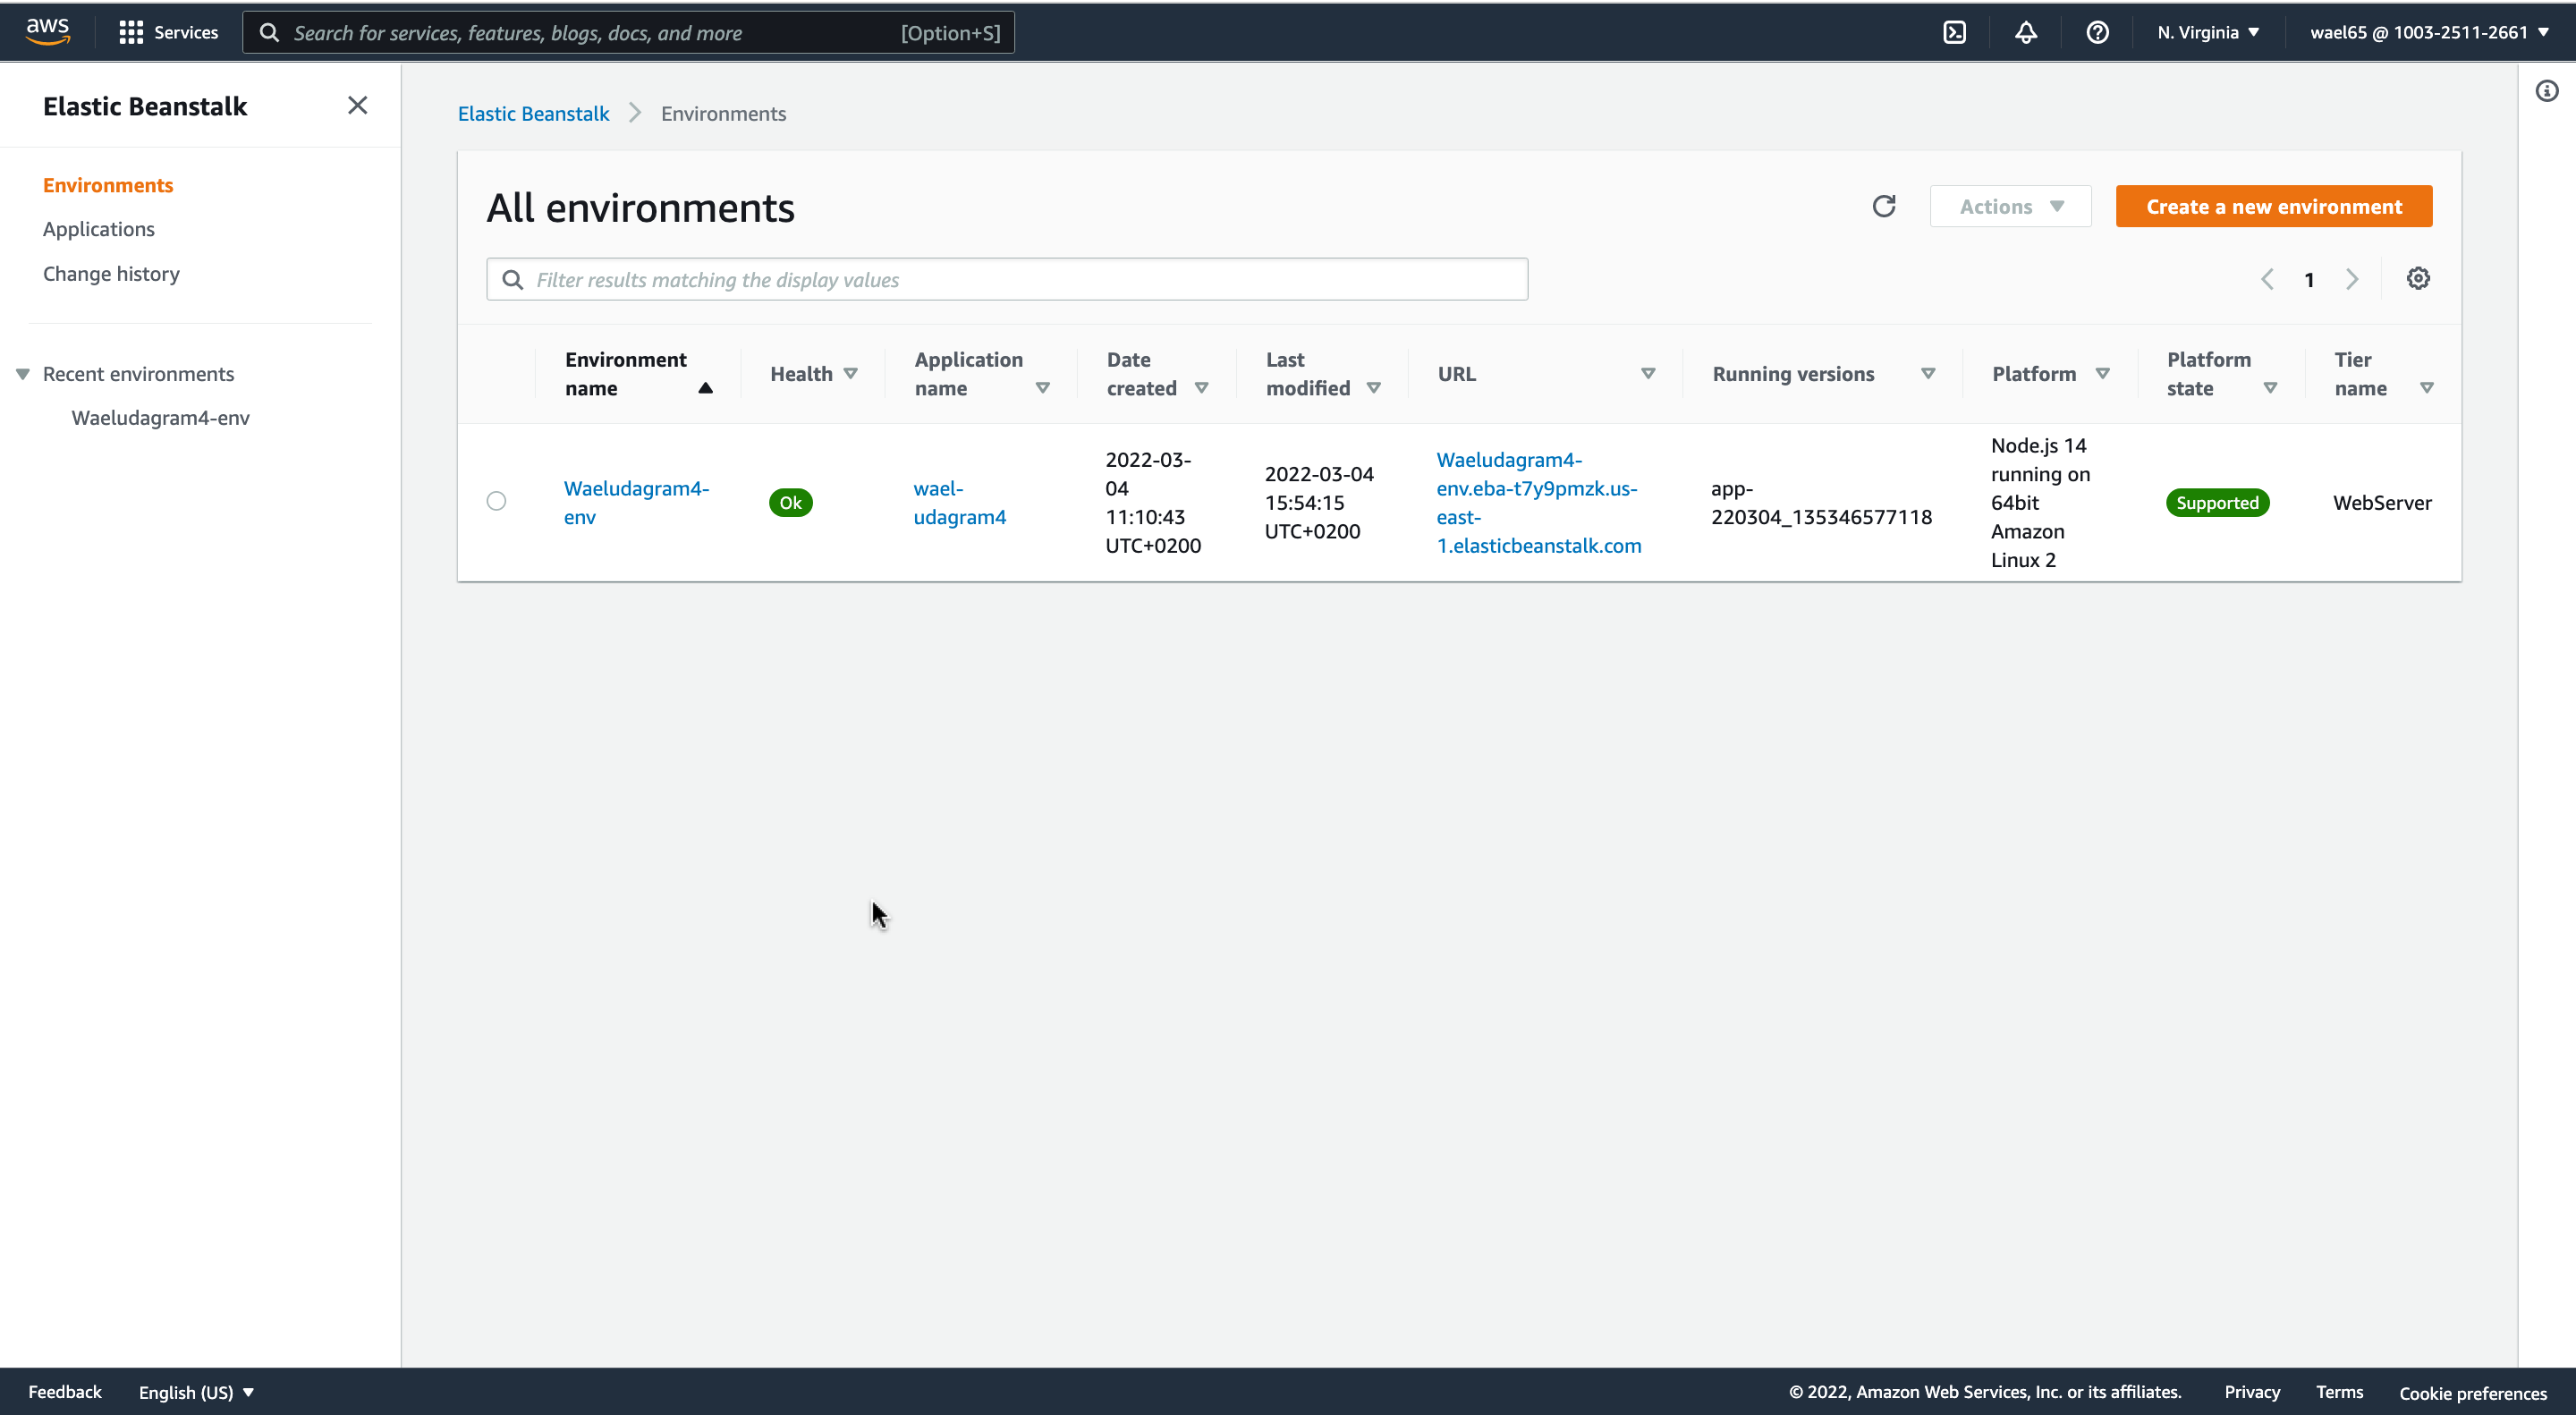 aws
Services
Search for services, features, blogs, docs, and more
[Option+S]
N. Virginia ▼
wael65 @ 1003-2511-2661 ▼
Elastic Beanstalk
Environments
Applications
Change history
Recent environments
Waeludagram4-env
Elastic Beanstalk
Environments
All environments
Actions
Create a new environment
Filter results matching the display values
1
Environment
name
Health
Application
name
Date
created
Last
modified
URL
Running versions
Platform
Platform
state
Tier
name
Waeludagram4-
env
Ok
wael-
udagram4
2022-03-
04
11:10:43
UTC+0200
2022-03-04
15:54:15
UTC+0200
Waeludagram4-
env.eba-t7y9pmzk.us-
east-
1.elasticbeanstalk.com
app-
220304_135346577118
Node.js 14
running on
64bit
Amazon
Linux 2
Supported
WebServer
Feedback
English (US) ▼
© 2022, Amazon Web Services, Inc. or its affiliates.
Privacy
Terms
Cookie preferences